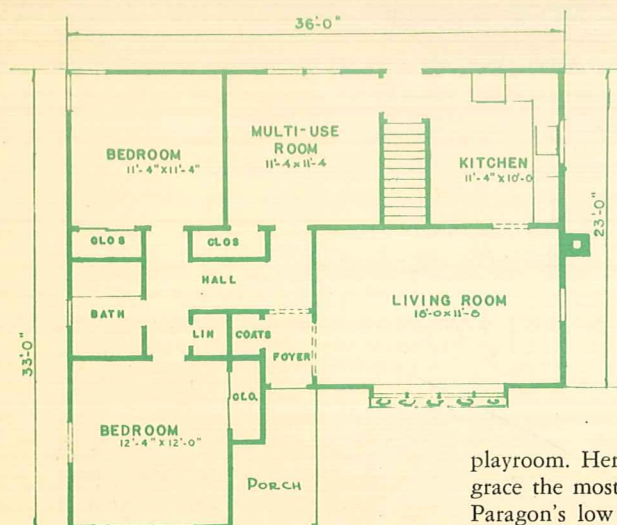 36'-0"
MULTI-USE
ROOM
11'-4x11'-4
BEDROOM
11'-4"X11'-4"
KITCHEN
11'-4"X10'-0
23'-0"
CLOS
CLOS
HALL
LIVING ROOM
18'-0x11'-6
BATH
LIN
COATS
FOYER
33'-0"
CLO.
BEDROOM
12'-4"X12'-0"
PORCH
playroom. Her
grace the most
Paragon's low